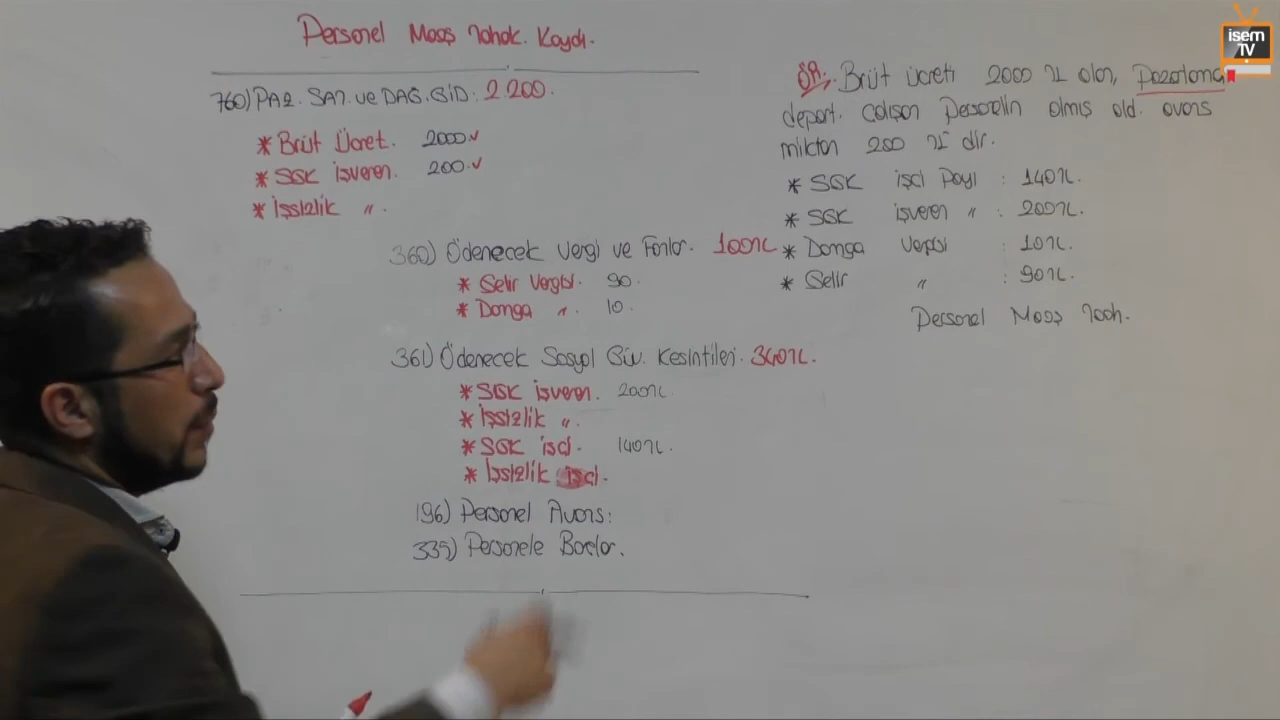 Personel Maaş Tahak. Kaydı.
760) PAZ. SAT. VE DAĞ. GİD: 2 200.
* Brüt Ücret. 2000.✓
* SGK işveren. 200.✓
* İşsizlik ".
360) Ödenecek Vergi ve Fonlar. 100TL
* Gelir Vergisi. 90.
* Damga ". 10.
361) Ödenecek Sosyal Güv. Kesintileri. 340TL.
* SGK işveren. 200TL.
* İşsizlik ".
* SGK işçi. 140TL.
* İşsizlik işçi.
196) Personel Avans:
335) Personele Borçlar.
ÖR: Brüt ücreti 2000 TL olan, Pazarlama
depart. Çalışan Personelin almış old. avans
miktarı 250 TL dir.
* SGK işçi Payı : 140TL.
* SGK işveren " : 200TL.
* Damga vergisi : 10TL.
* Gelir " : 90TL.
Personel Maaş Tah.
isem
TV